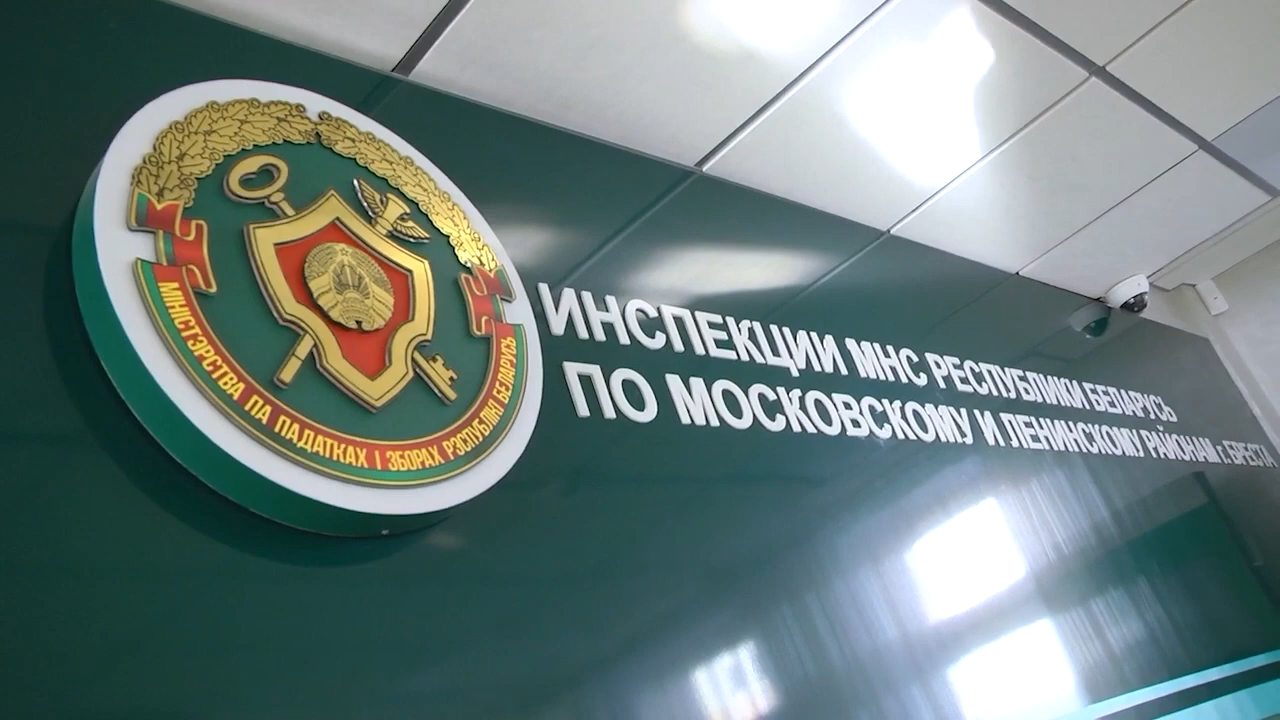 МІНІСТЭРСТВА ПА ПАДАТКАХ І ЗБОРАХ РЭСПУБЛІКІ БЕЛАРУСЬ
ИНСПЕКЦИИ МНС РЕСПУБЛИКИ БЕЛАРУСЬ
ПО МОСКОВСКОМУ И ЛЕНИНСКОМУ РАЙОНАМ г. БРЕСТА